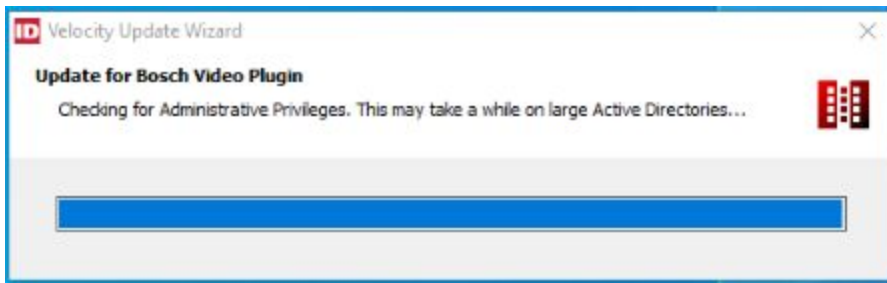 ID Velocity Update Wizard
Update for Bosch Video Plugin
Checking for Administrative Privileges. This may take a while on large Active Directories...